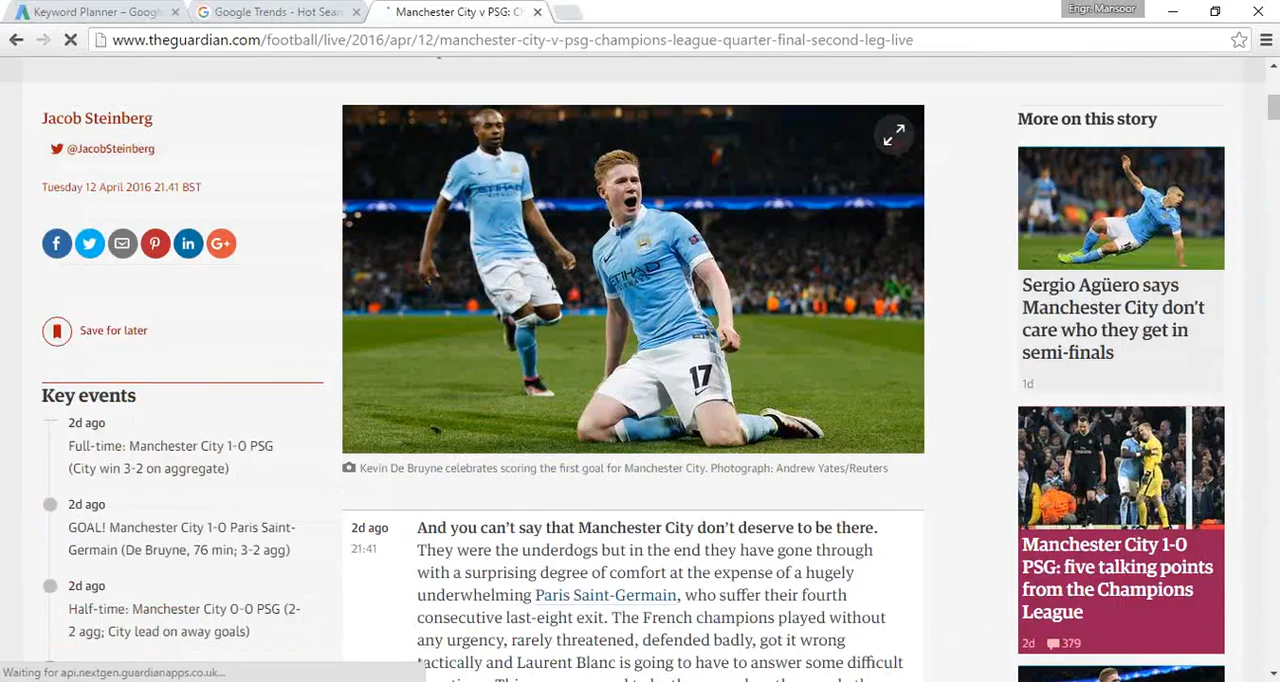 Keyword Planner – Googl
Google Trends - Hot Sear
Manchester City v PSG: Ch
Engr. Mansoor
www.theguardian.com/football/live/2016/apr/12/manchester-city-v-psg-champions-league-quarter-final-second-leg-live
Jacob Steinberg
@JacobSteinberg
Tuesday 12 April 2016 21.41 BST
Save for later
Key events
2d ago
Full-time: Manchester City 1-0 PSG
(City win 3-2 on aggregate)
2d ago
GOAL! Manchester City 1-0 Paris Saint-
Germain (De Bruyne, 76 min; 3-2 agg)
2d ago
Half-time: Manchester City 0-0 PSG (2-
2 agg; City lead on away goals)
ETIHAD
ETIHAD
17
Kevin De Bruyne celebrates scoring the first goal for Manchester City. Photograph: Andrew Yates/Reuters
2d ago
21:41
And you can't say that Manchester City don't deserve to be there.
They were the underdogs but in the end they have gone through
with a surprising degree of comfort at the expense of a hugely
underwhelming Paris Saint-Germain, who suffer their fourth
consecutive last-eight exit. The French champions played without
any urgency, rarely threatened, defended badly, got it wrong
tactically and Laurent Blanc is going to have to answer some difficult
More on this story
Sergio Agüero says
Manchester City don't
care who they get in
semi-finals
1d
Manchester City 1-0
PSG: five talking points
from the Champions
League
2d 379
Waiting for api.nextgen.guardianapps.co.uk...